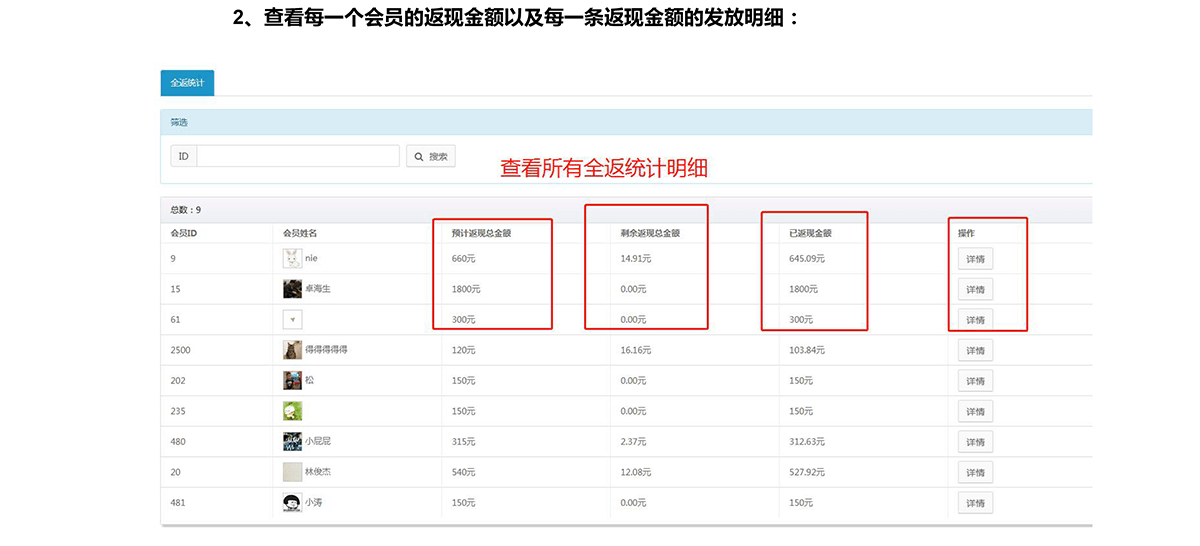 2、查看每一个会员的返现金额以及每一条返现金额的发放明细：
全返统计
筛选
ID 搜索
查看所有全返统计明细
总数：9
会员ID 会员姓名 预计返现总金额 剩余返现总金额 已返现金额 操作
9 nie 660元 14.91元 645.09元 详情
15 卓海生 1800元 0.00元 1800元 详情
61 300元 0.00元 300元 详情
2500 得得得得得 120元 16.16元 103.84元 详情
202 松 150元 0.00元 150元 详情
235 150元 0.00元 150元 详情
480 小屁屁 315元 2.37元 312.63元 详情
20 林俊杰 540元 12.08元 527.92元 详情
481 小涛 150元 0.00元 150元 详情